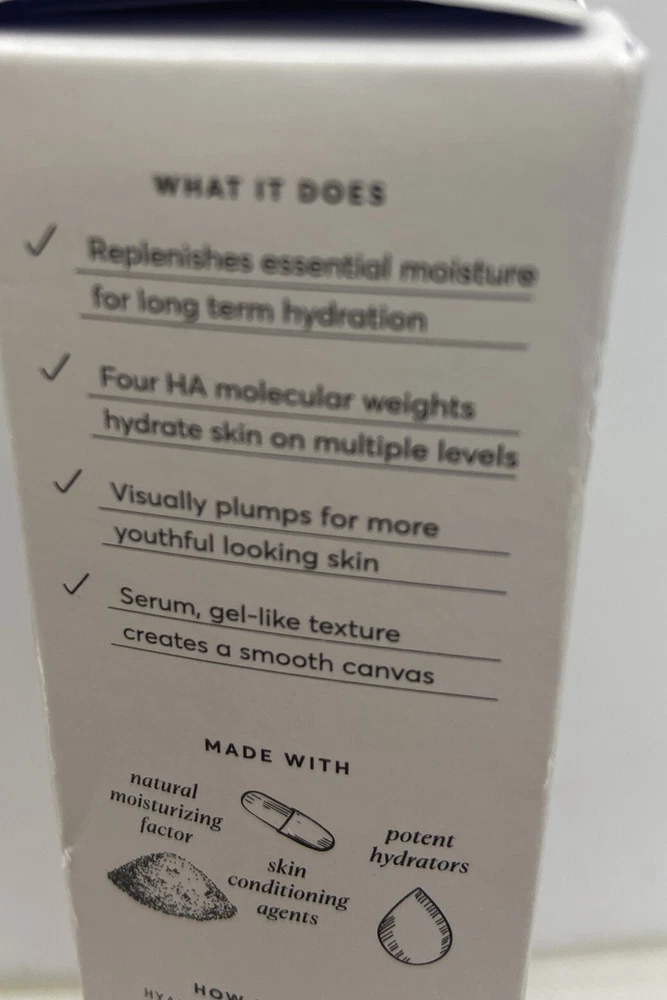 WHAT IT DOES
✓ Replenishes essential moisture
for long term hydration
✓ Four HA molecular weights
hydrate skin on multiple levels
✓ Visually plumps for more
youthful looking skin
✓ Serum, gel-like texture
creates a smooth canvas
MADE WITH
natural
moisturizing
factor
skin
conditioning
agents
potent
hydrators
HOW